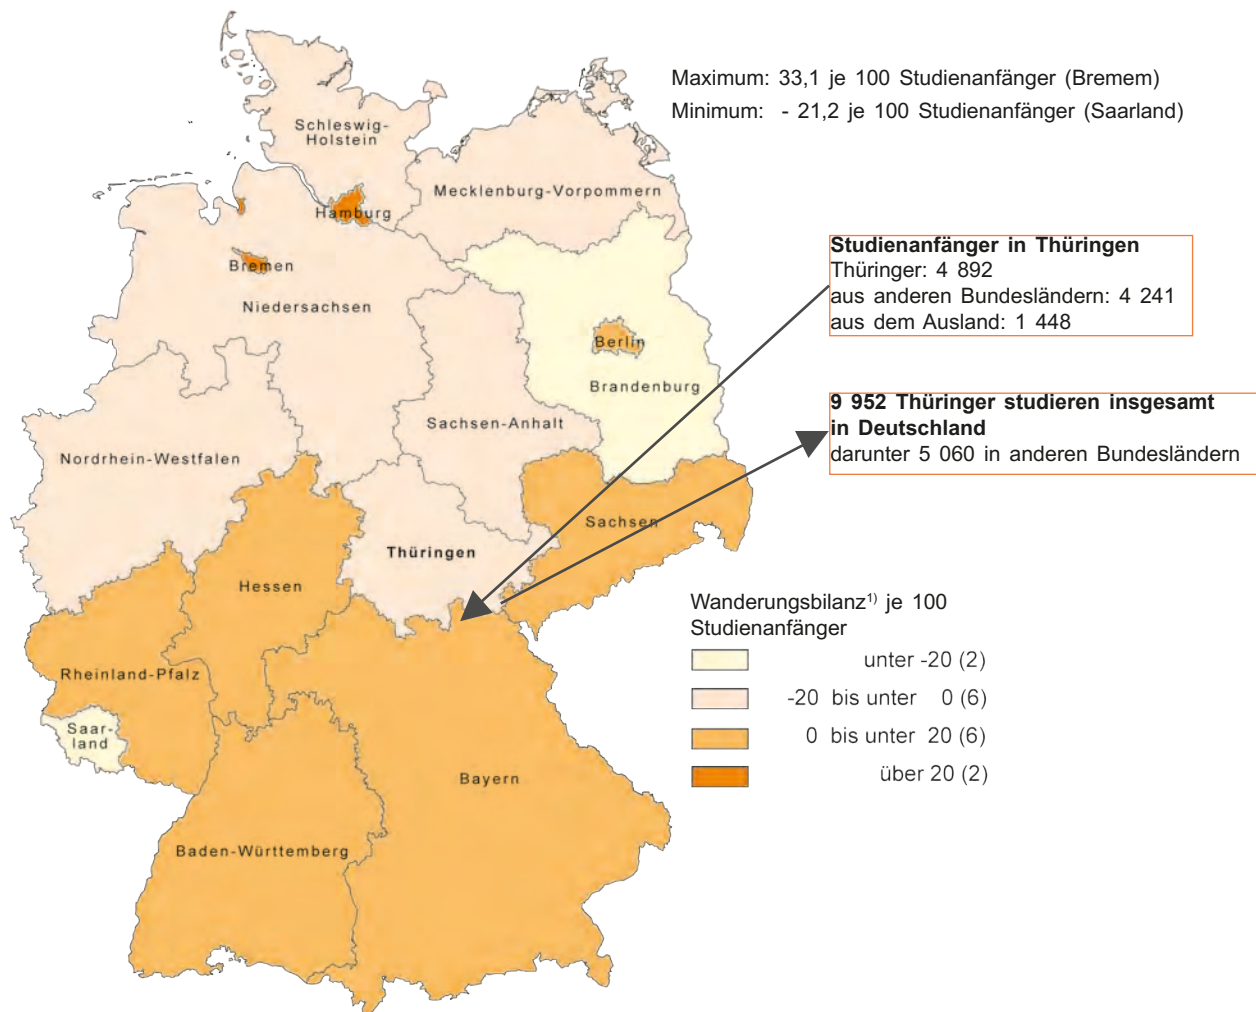 Maximum: 33,1 je 100 Studienanfänger (Bremem)
Minimum: - 21,2 je 100 Studienanfänger (Saarland)
Schleswig-
Holstein
Mecklenburg-Vorpommern
Hamburg
Bremen
Niedersachsen
Berlin
Brandenburg
Sachsen-Anhalt
Nordrhein-Westfalen
Sachsen
Thüringen
Hessen
Rheinland-Pfalz
Saar-
land
Bayern
Baden-Württemberg
Studienanfänger in Thüringen
Thüringer: 4 892
aus anderen Bundesländern: 4 241
aus dem Ausland: 1 448
9 952 Thüringer studieren insgesamt
in Deutschland
darunter 5 060 in anderen Bundesländern
Wanderungsbilanz¹⁾ je 100
Studienanfänger
unter -20 (2)
-20 bis unter 0 (6)
0 bis unter 20 (6)
über 20 (2)